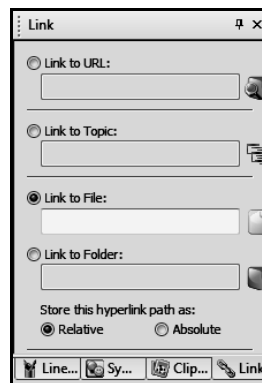 Link
Link to URL:
Link to Topic:
Link to File:
Link to Folder:
Store this hyperlink path as:
Relative Absolute
Line... Sy... Clip... Link